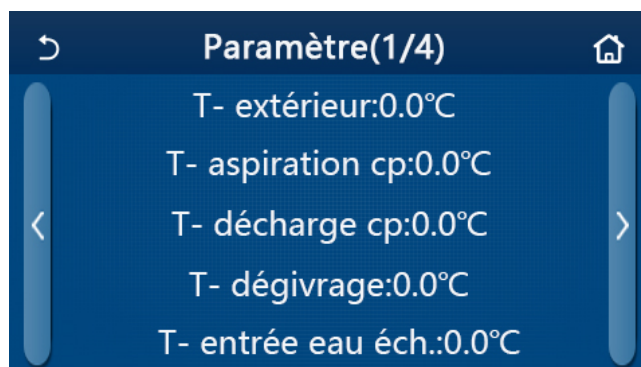 Paramètre(1/4)
T- extérieur:0.0℃
T- aspiration cp:0.0℃
T- décharge cp:0.0℃
T- dégivrage:0.0℃
T- entrée eau éch.:0.0℃